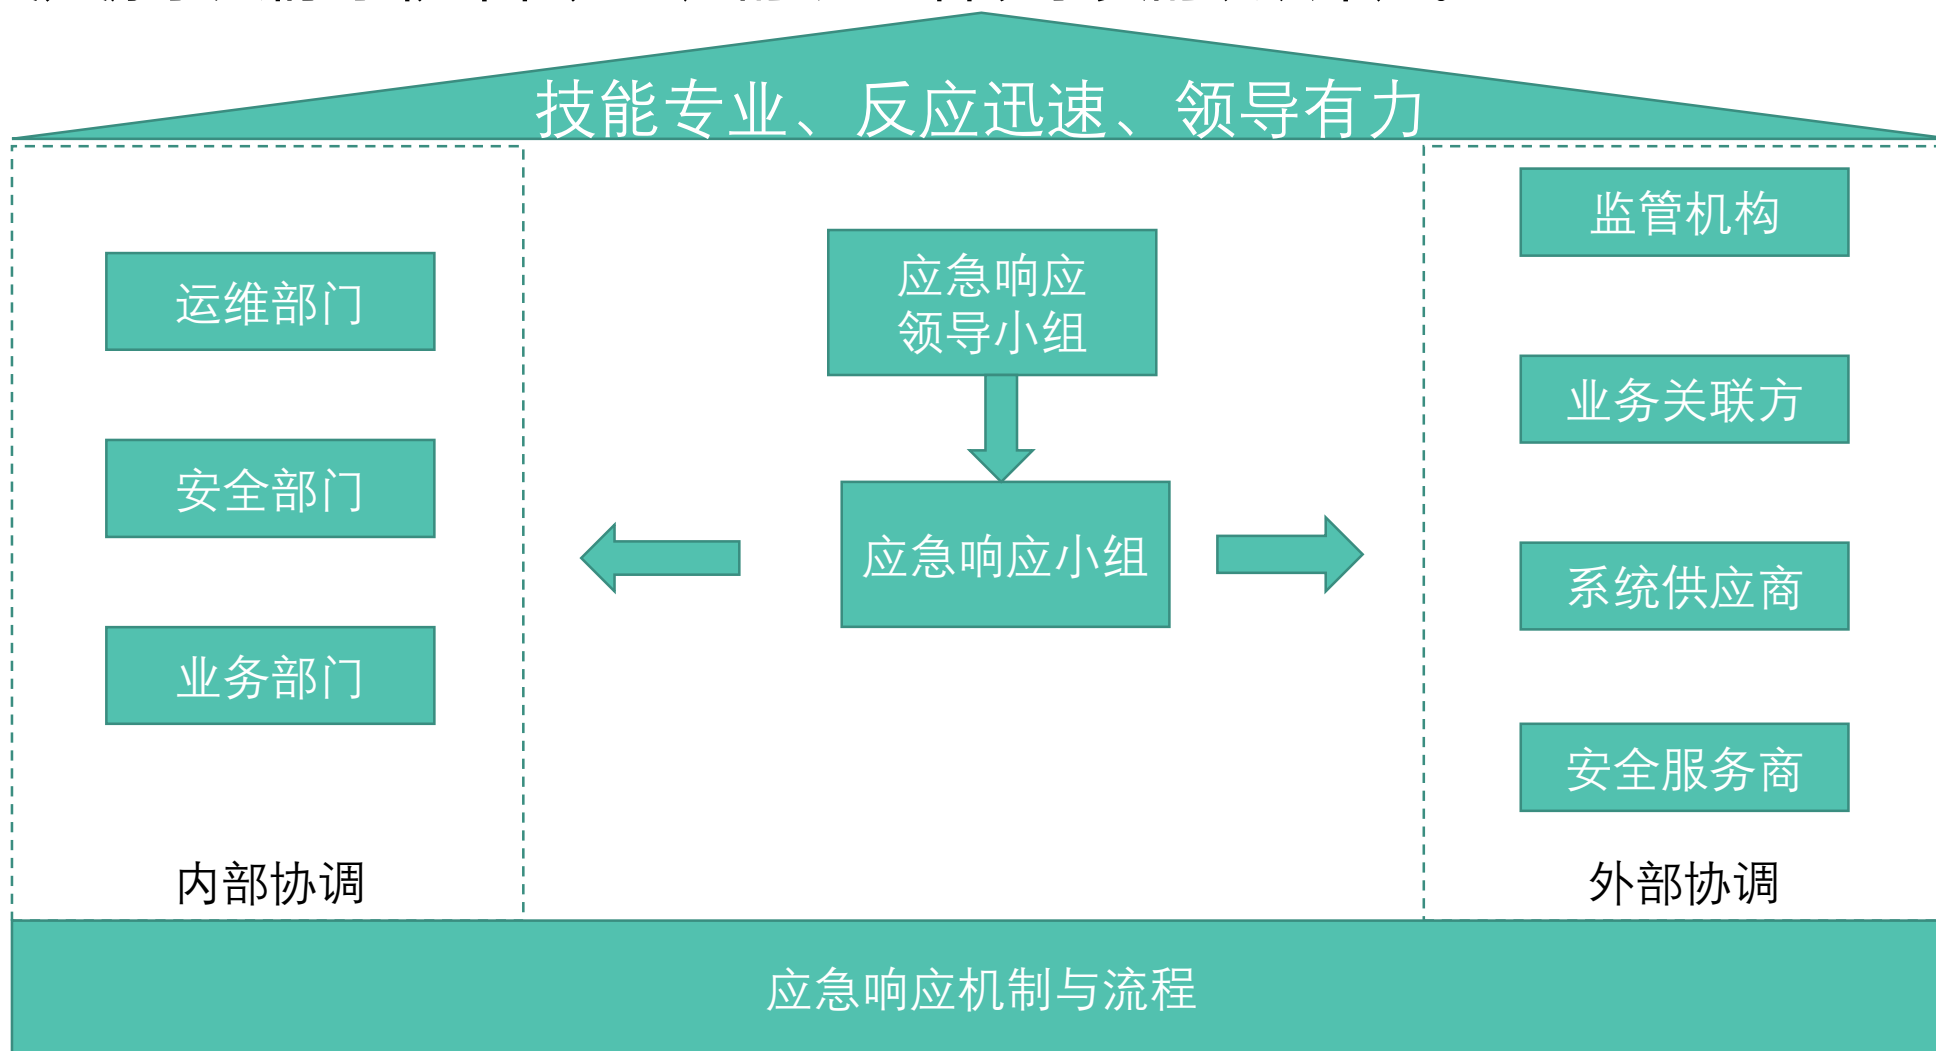 技能专业、反应迅速、领导有力
运维部门
安全部门
业务部门
内部协调
应急响应
领导小组
应急响应小组
监管机构
业务关联方
系统供应商
安全服务商
外部协调
应急响应机制与流程